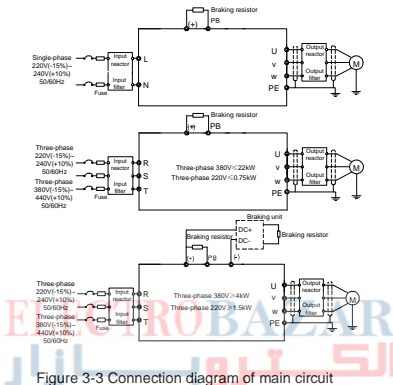 Braking resistor
(+) PB
Single-phase
220V(-15%)~
240V(+10%)
50/60Hz
Fuse
Input
reactor
Input
filter
L
N
U
v
w
PE
Output
reactor
Output
filter
M
Braking resistor
(+) PB
Three-phase
220V(-15%)~
240V(+10%)
50/60Hz
Three-phase
380V(-15%)~
440V(+10%)
50/60Hz
Fuse
Input
reactor
Input
filter
R
S
T
Three-phase 380V≤22kW
Three-phase 220V≤0.75kW
U
v
w
PE
Output
reactor
Output
filter
M
Braking unit
DC+
DC-
Braking resistor
Braking resistor
(+) PB (-)
Three-phase
220V(-15%)~
240V(+10%)
50/60Hz
Three-phase
380V(-15%)~
440V(+10%)
50/60Hz
Fuse
Input
reactor
Input
filter
R
S
T
Three-phase 380V≥4kW
Three-phase 220V≥1.5kW
U
v
w
PE
Output
reactor
Output
filter
M
ELECTROBAZAR
Figure 3-3 Connection diagram of main circuit